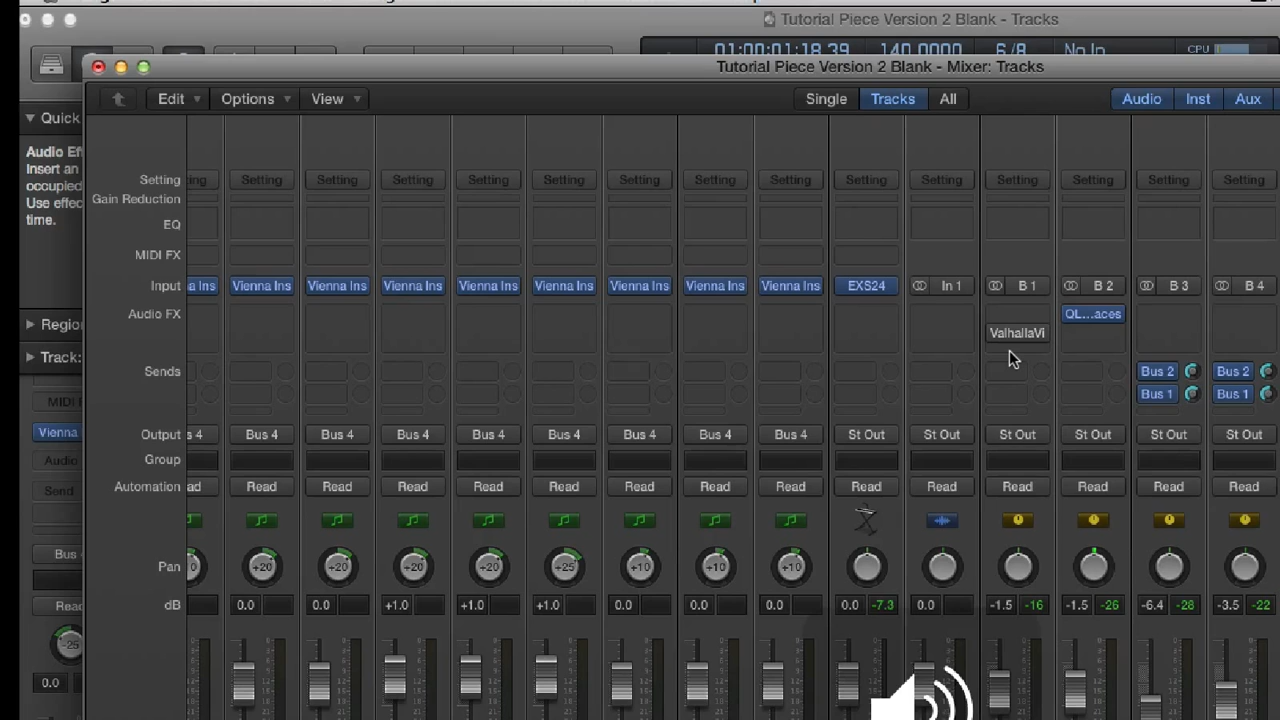 Tutorial Piece Version 2 Blank - Tracks
01:00:01:18.39 140.0000 6/8 No In CPU
Tutorial Piece Version 2 Blank - Mixer: Tracks
Edit Options View Single Tracks All Audio Inst Aux
Quick
Audio Eff
Insert an
occupied
Use effec
time.
Region
Track:
MIDI F
Vienna
Audio
Send
Bus
Read
-25
0.0
Setting ing Setting Setting Setting Setting Setting Setting Setting Setting Setting Setting Setting Setting Setting Setting
Gain Reduction
EQ
MIDI FX
Input a Ins Vienna Ins Vienna Ins Vienna Ins Vienna Ins Vienna Ins Vienna Ins Vienna Ins Vienna Ins EXS24 In 1 B 1 B 2 B 3 B 4
Audio FX QL...aces
ValhallaVi
Sends Bus 2 Bus 2
Bus 1 Bus 1
Output s 4 Bus 4 Bus 4 Bus 4 Bus 4 Bus 4 Bus 4 Bus 4 Bus 4 St Out St Out St Out St Out St Out St Out
Group
Automation ad Read Read Read Read Read Read Read Read Read Read Read Read Read Read
Pan 0 +20 +20 +20 +20 +25 +10 +10 +10
dB 0.0 0.0 +1.0 +1.0 +1.0 0.0 0.0 0.0 0.0 -7.3 0.0 -1.5 -16 -1.5 -26 -6.4 -28 -3.5 -22